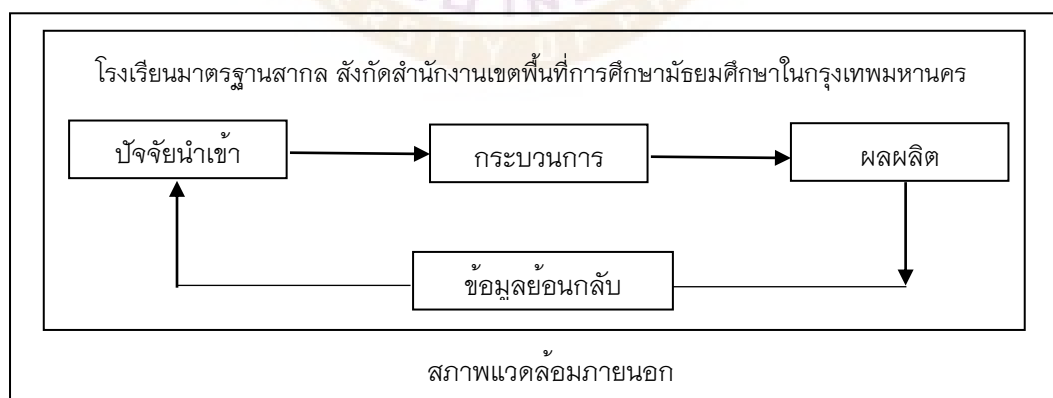 โรงเรียนมาตรฐานสากล สังกัดสำนักงานเขตพื้นที่การศึกษามัธยมศึกษาในกรุงเทพมหานคร
ปัจจัยนำเข้า กระบวนการ ผลผลิต
ข้อมูลย้อนกลับ
สภาพแวดล้อมภายนอก